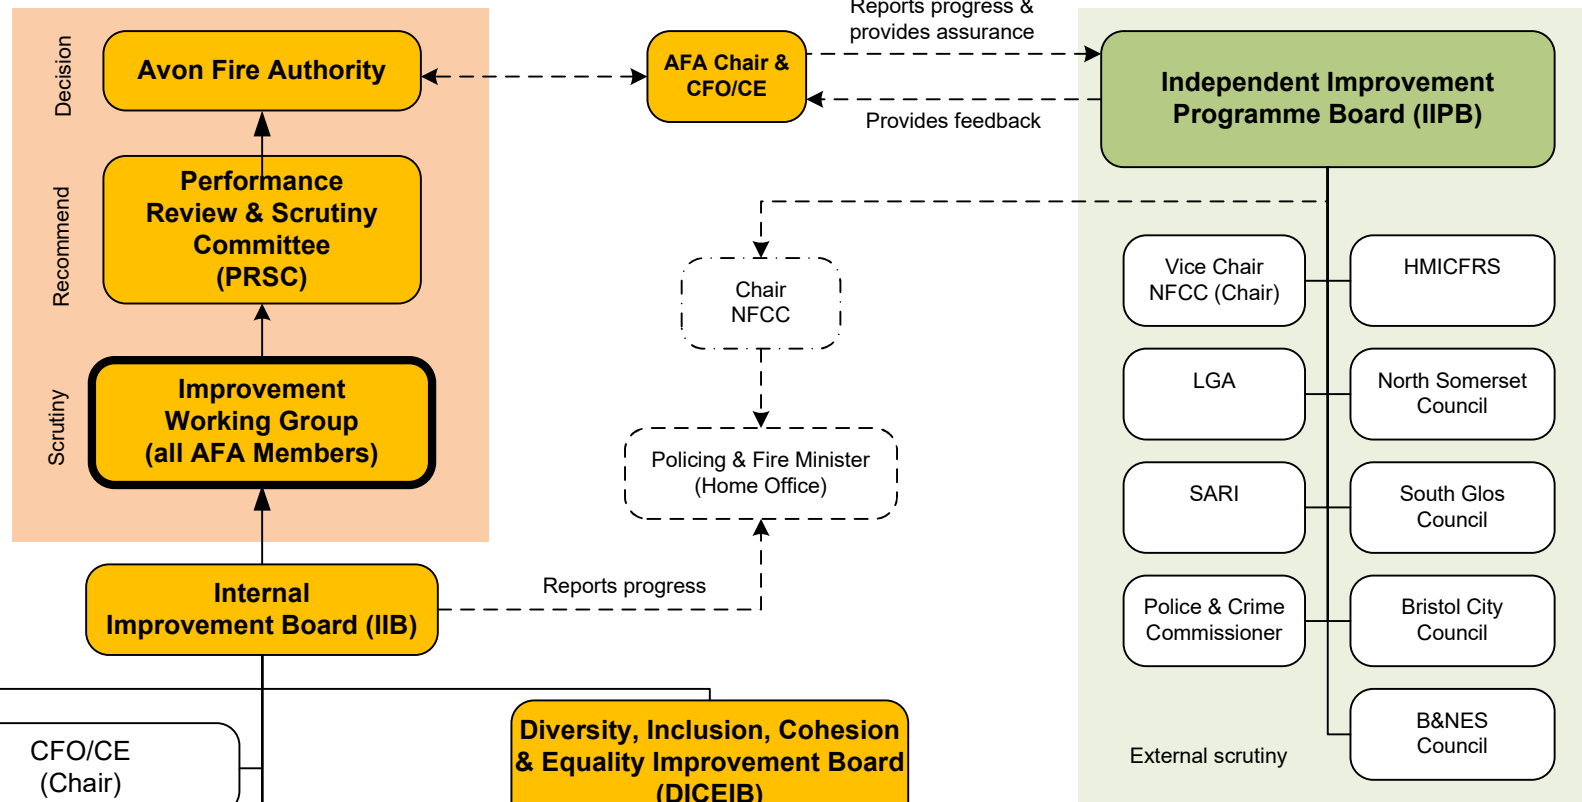 Reports progress &
provides assurance
Decision
Avon Fire Authority
AFA Chair &
CFO/CE
Independent Improvement
Programme Board (IIPB)
Provides feedback
Recommend
Performance
Review & Scrutiny
Committee
(PRSC)
Chair
NFCC
Vice Chair
NFCC (Chair)
HMICFRS
Scrutiny
Improvement
Working Group
(all AFA Members)
LGA
North Somerset
Council
Policing & Fire Minister
(Home Office)
SARI
South Glos
Council
Internal
Improvement Board (IIB)
Reports progress
Police & Crime
Commissioner
Bristol City
Council
CFO/CE
(Chair)
Diversity, Inclusion, Cohesion
& Equality Improvement Board
(DICEIB)
External scrutiny
B&NES
Council